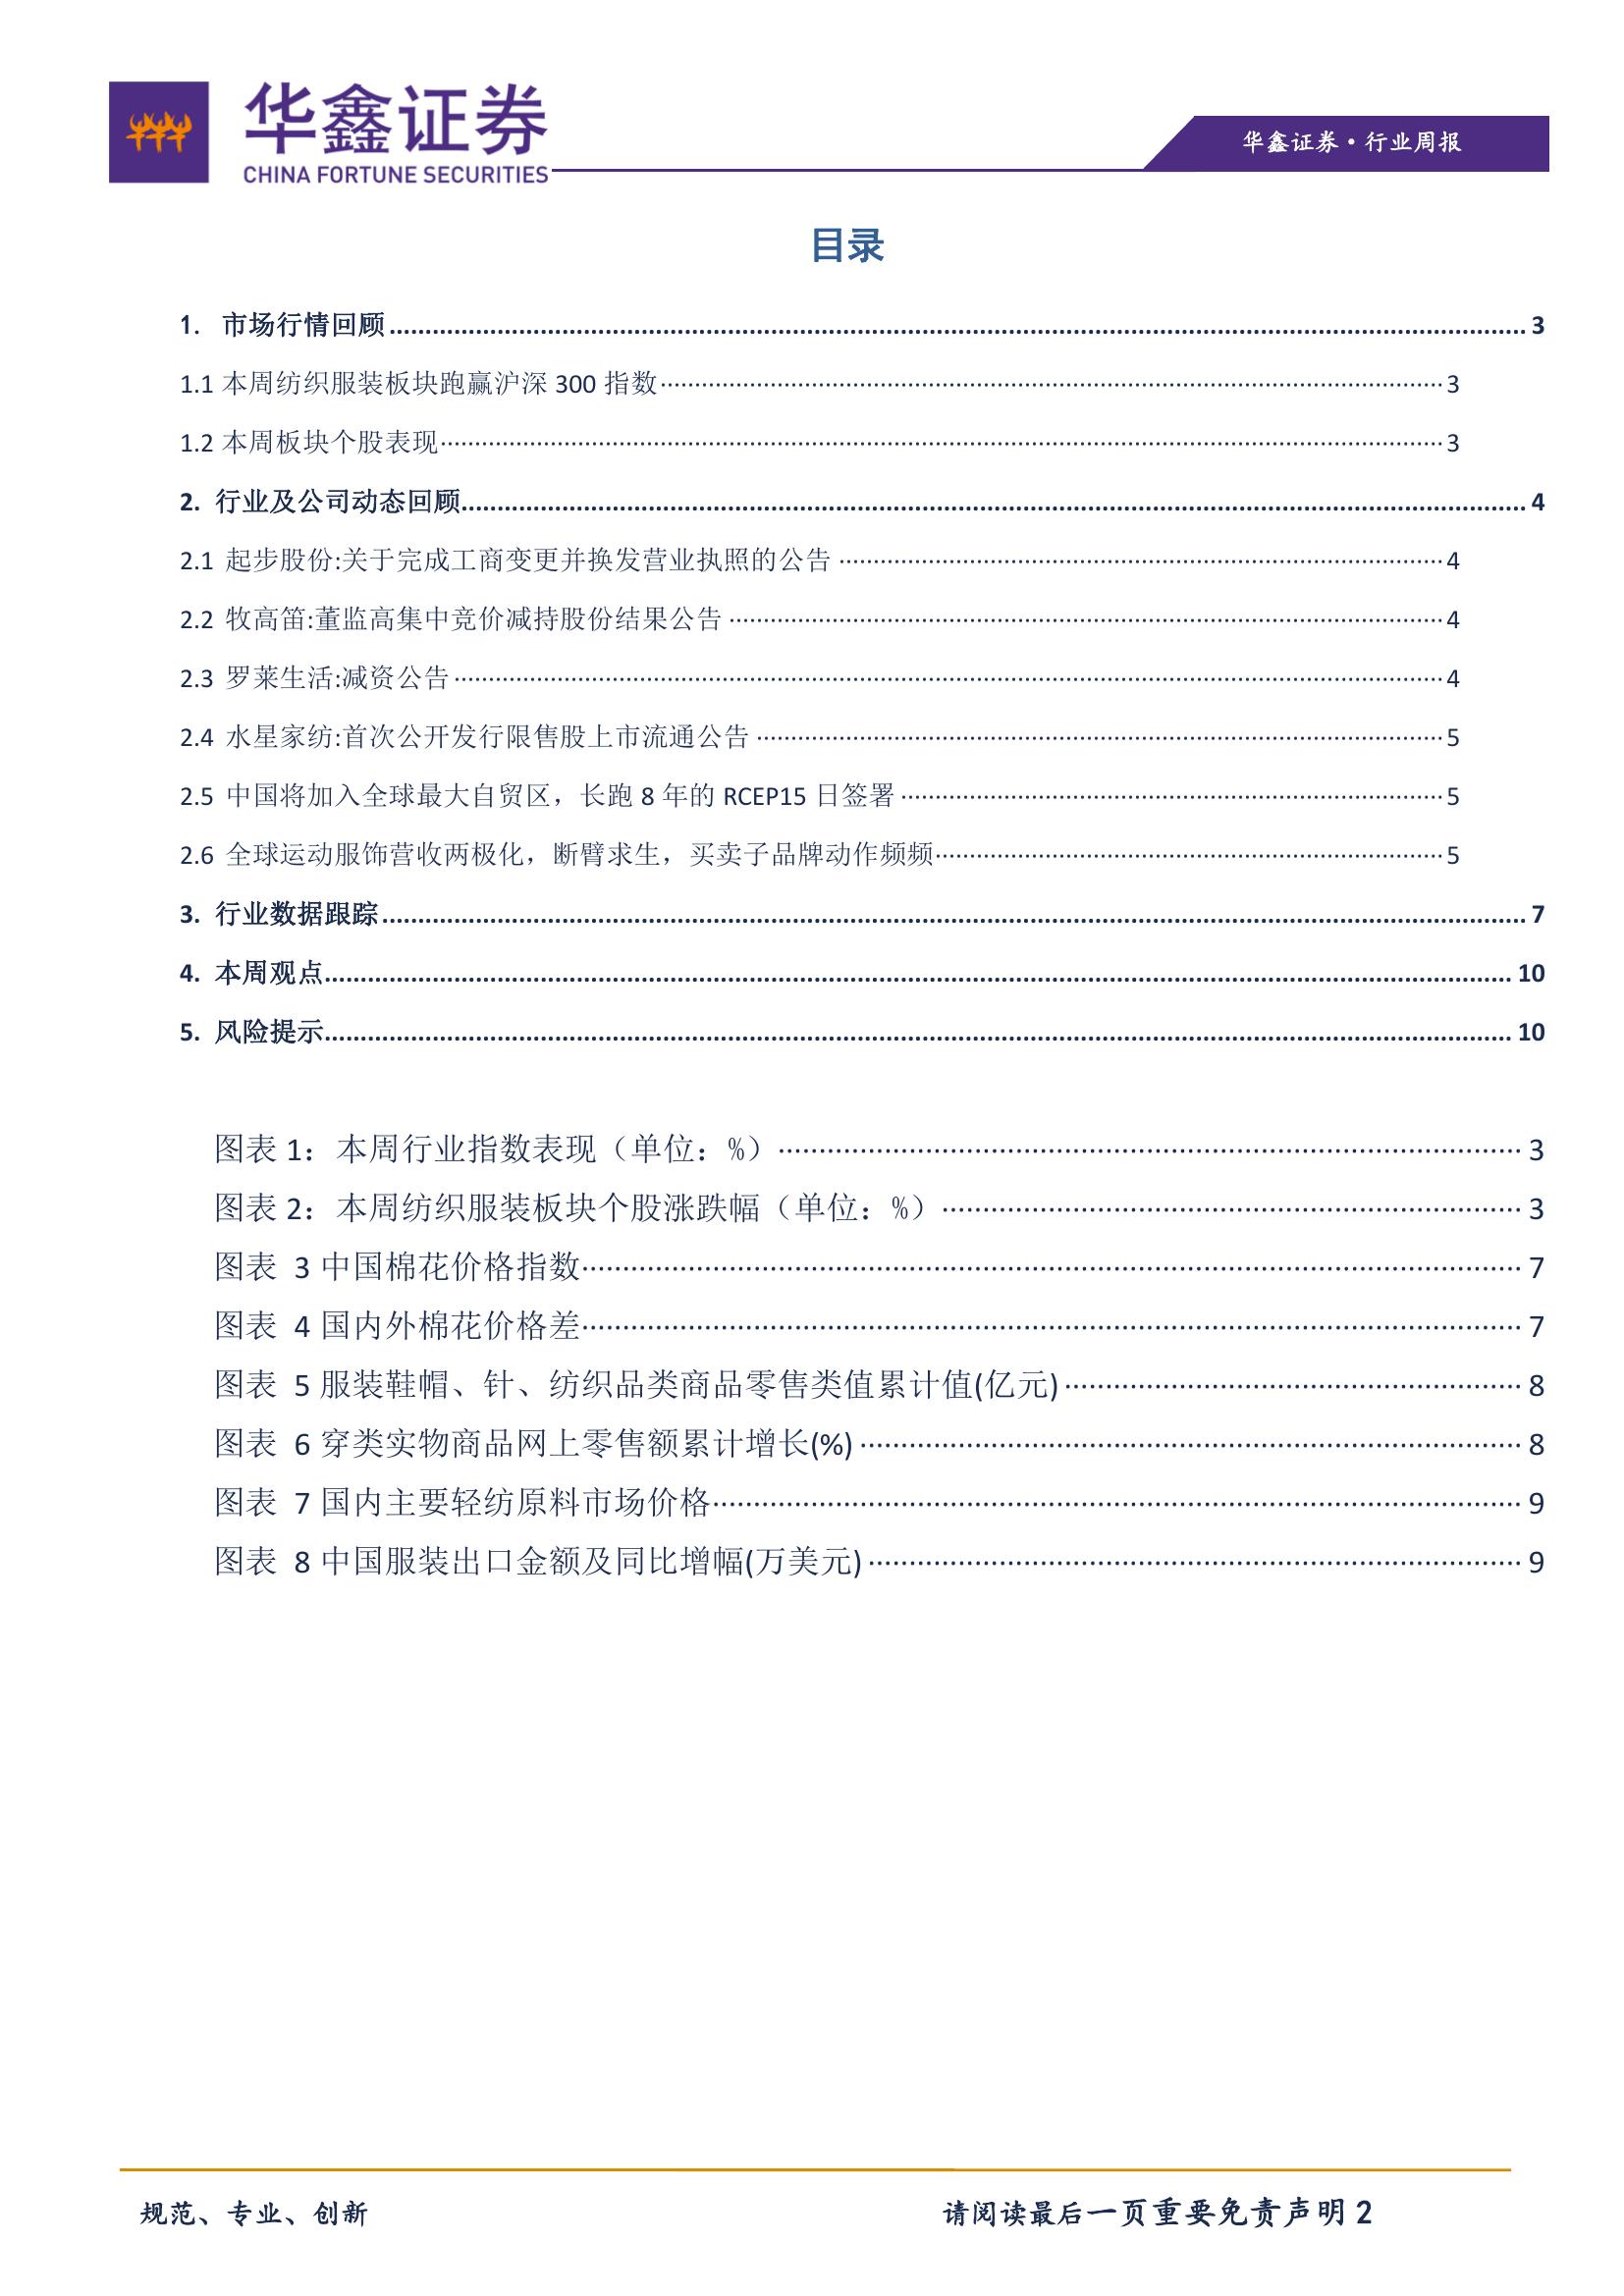 华鑫证券
CHINA FORTUNE SECURITIES
华鑫证券·行业周报
目录
1. 市场行情回顾 3
1.1 本周纺织服装板块跑赢沪深 300 指数 3
1.2 本周板块个股表现 3
2. 行业及公司动态回顾 4
2.1 起步股份:关于完成工商变更并换发营业执照的公告 4
2.2 牧高笛:董监高集中竞价减持股份结果公告 4
2.3 罗莱生活:减资公告 4
2.4 水星家纺:首次公开发行限售股上市流通公告 5
2.5 中国将加入全球最大自贸区，长跑 8 年的 RCEP15 日签署 5
2.6 全球运动服饰营收两极化，断臂求生，买卖子品牌动作频频 5
3. 行业数据跟踪 7
4. 本周观点 10
5. 风险提示 10
图表 1：本周行业指数表现（单位：%） 3
图表 2：本周纺织服装板块个股涨跌幅（单位：%） 3
图表 3 中国棉花价格指数 7
图表 4 国内外棉花价格差 7
图表 5 服装鞋帽、针、纺织品类商品零售类值累计值(亿元) 8
图表 6 穿类实物商品网上零售额累计增长(%) 8
图表 7 国内主要轻纺原料市场价格 9
图表 8 中国服装出口金额及同比增幅(万美元) 9
规范、专业、创新
请阅读最后一页重要免责声明 2